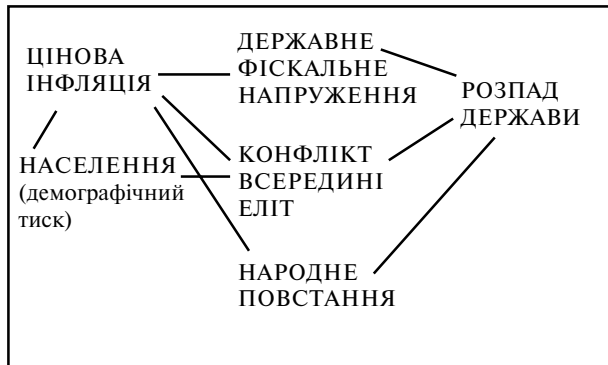 ЦІНОВА
ІНФЛЯЦІЯ
НАСЕЛЕННЯ
(демографічний
тиск)
ДЕРЖАВНЕ
ФІСКАЛЬНЕ
НАПРУЖЕННЯ
КОНФЛІКТ
ВСЕРЕДИНІ
ЕЛІТ
НАРОДНЕ
ПОВСТАННЯ
РОЗПАД
ДЕРЖАВИ